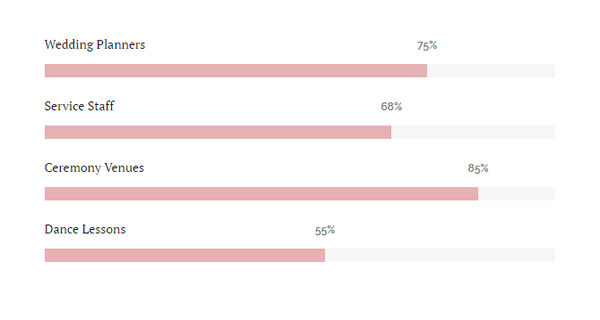 Wedding Planners 75%
Service Staff 68%
Ceremony Venues 85%
Dance Lessons 55%